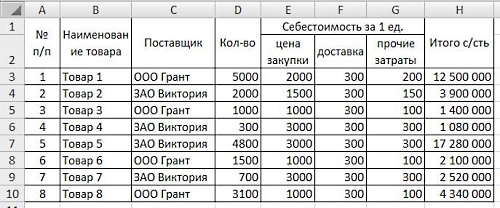 A B C D E F G H
1 № п/п Наименование товара Поставщик Кол-во Себестоимость за 1 ед. Итого с/сть
2 цена закупки доставка прочие затраты
3 1 Товар 1 ООО Грант 5000 2000 300 200 12 500 000
4 2 Товар 2 ЗАО Виктория 2000 1500 300 150 3 900 000
5 3 Товар 3 ООО Грант 1000 1000 300 100 1 400 000
6 4 Товар 4 ЗАО Виктория 300 3000 300 300 1 080 000
7 5 Товар 5 ЗАО Виктория 4800 3000 300 300 17 280 000
8 6 Товар 6 ООО Грант 1500 1000 300 100 2 100 000
9 7 Товар 7 ЗАО Виктория 700 3000 300 300 2 520 000
10 8 Товар 8 ООО Грант 3100 1000 300 100 4 340 000